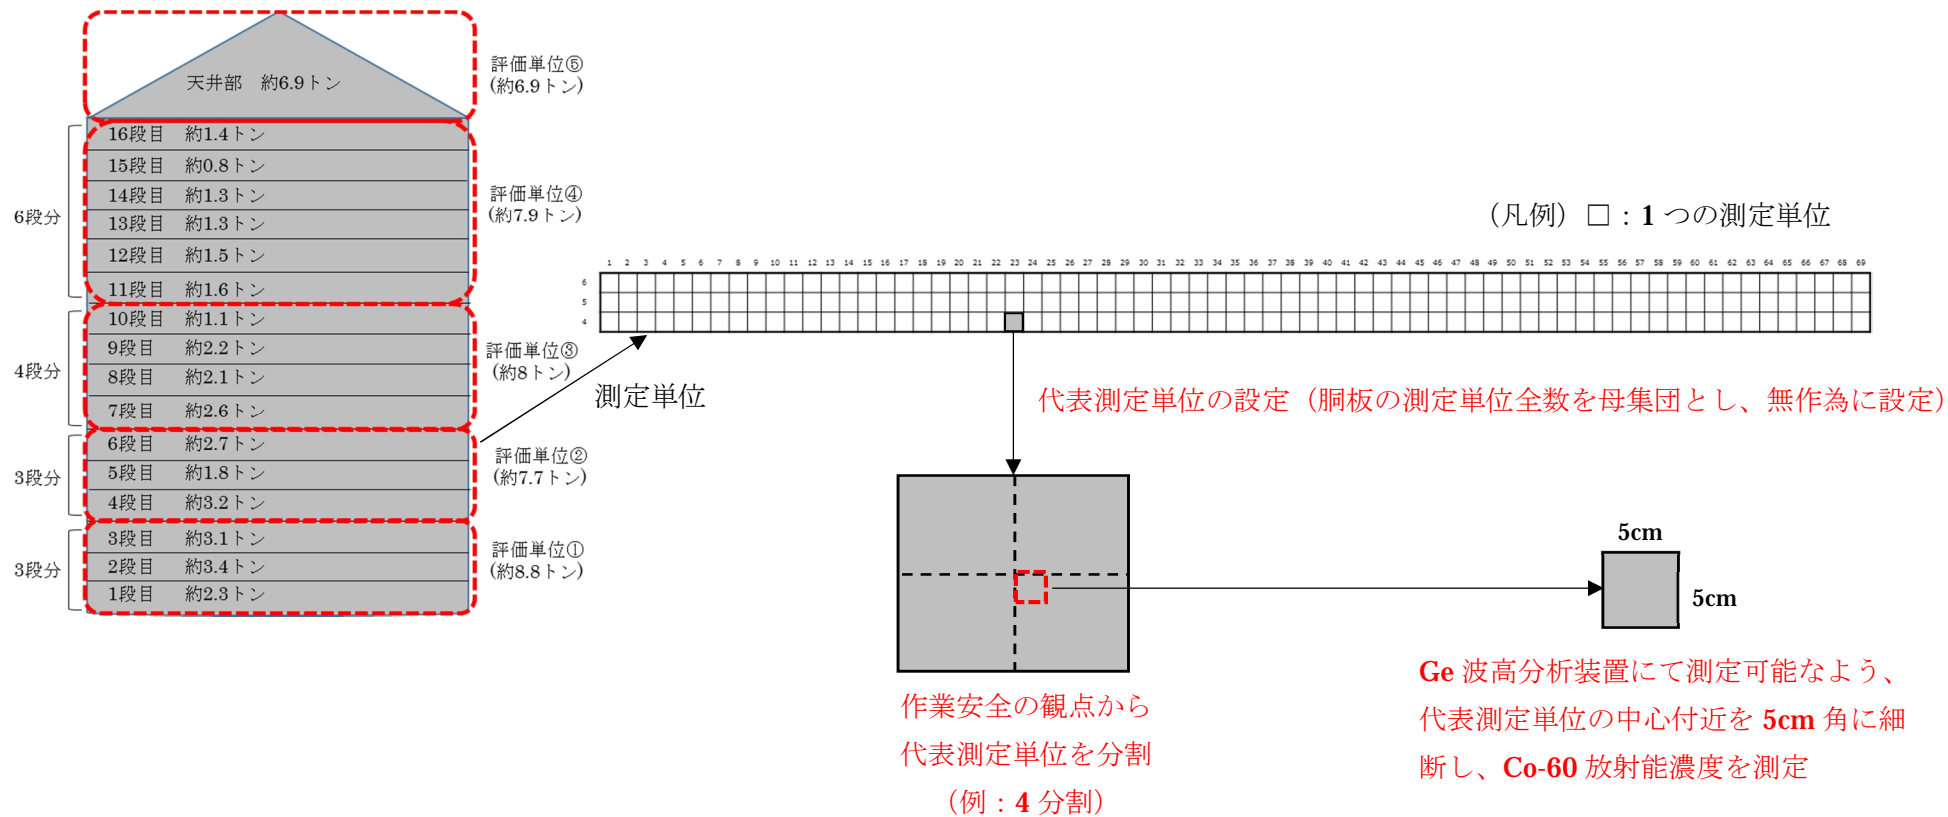 天井部 約6.9トン
評価単位⑤
(約6.9トン)
16段目 約1.4トン
15段目 約0.8トン
14段目 約1.3トン
13段目 約1.3トン
12段目 約1.5トン
11段目 約1.6トン
6段分
評価単位④
(約7.9トン)
10段目 約1.1トン
9段目 約2.2トン
8段目 約2.1トン
7段目 約2.6トン
4段分
評価単位③
(約8トン)
6段目 約2.7トン
5段目 約1.8トン
4段目 約3.2トン
3段分
評価単位②
(約7.7トン)
3段目 約3.1トン
2段目 約3.4トン
1段目 約2.3トン
3段分
評価単位①
(約8.8トン)
測定単位
(凡例) □:1 つの測定単位
1 2 3 4 5 6 7 8 9 10 11 12 13 14 15 16 17 18 19 20 21 22 23 24 25 26 27 28 29 30 31 32 33 34 35 36 37 38 39 40 41 42 43 44 45 46 47 48 49 50 51 52 53 54 55 56 57 58 59 60 61 62 63 64 65 66 67 68 69
6
5
4
代表測定単位の設定(胴板の測定単位全数を母集団とし、無作為に設定)
作業安全の観点から
代表測定単位を分割
(例:4 分割)
5cm
5cm
Ge 波高分析装置にて測定可能なよう、
代表測定単位の中心付近を 5cm 角に細
断し、Co-60 放射能濃度を測定